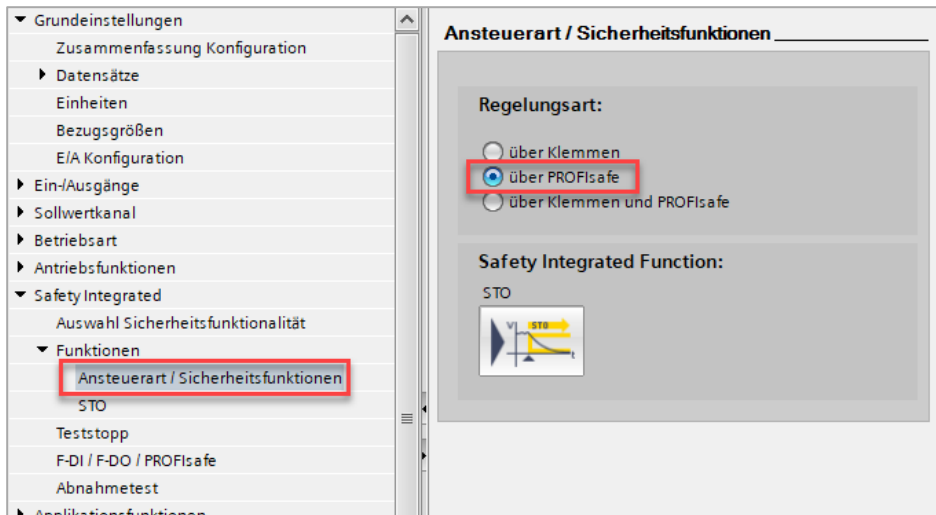 Grundeinstellungen
Zusammenfassung Konfiguration
Datensätze
Einheiten
Bezugsgrößen
E/A Konfiguration
Ein-/Ausgänge
Sollwertkanal
Betriebsart
Antriebsfunktionen
Safety Integrated
Auswahl Sicherheitsfunktionalität
Funktionen
Ansteuerart / Sicherheitsfunktionen
STO
Teststopp
F-DI / F-DO / PROFIsafe
Abnahmetest
Applikationsfunktionen
Ansteuerart / Sicherheitsfunktionen
Regelungsart:
über Klemmen
über PROFIsafe
über Klemmen und PROFIsafe
Safety Integrated Function:
STO
V STO
t